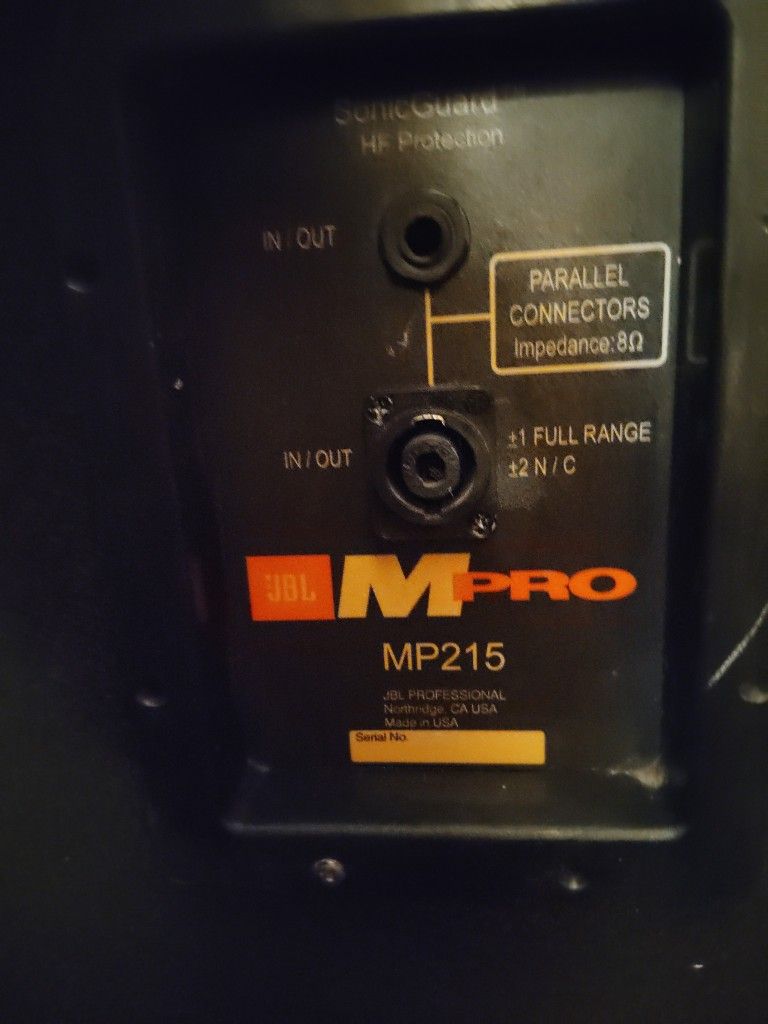 SonicGuard™
HF Protection
IN / OUT
PARALLEL
CONNECTORS
Impedance:8Ω
IN / OUT
±1 FULL RANGE
±2 N / C
JBL MPRO
MP215
JBL PROFESSIONAL
Northridge, CA USA
Made in USA
Serial No.